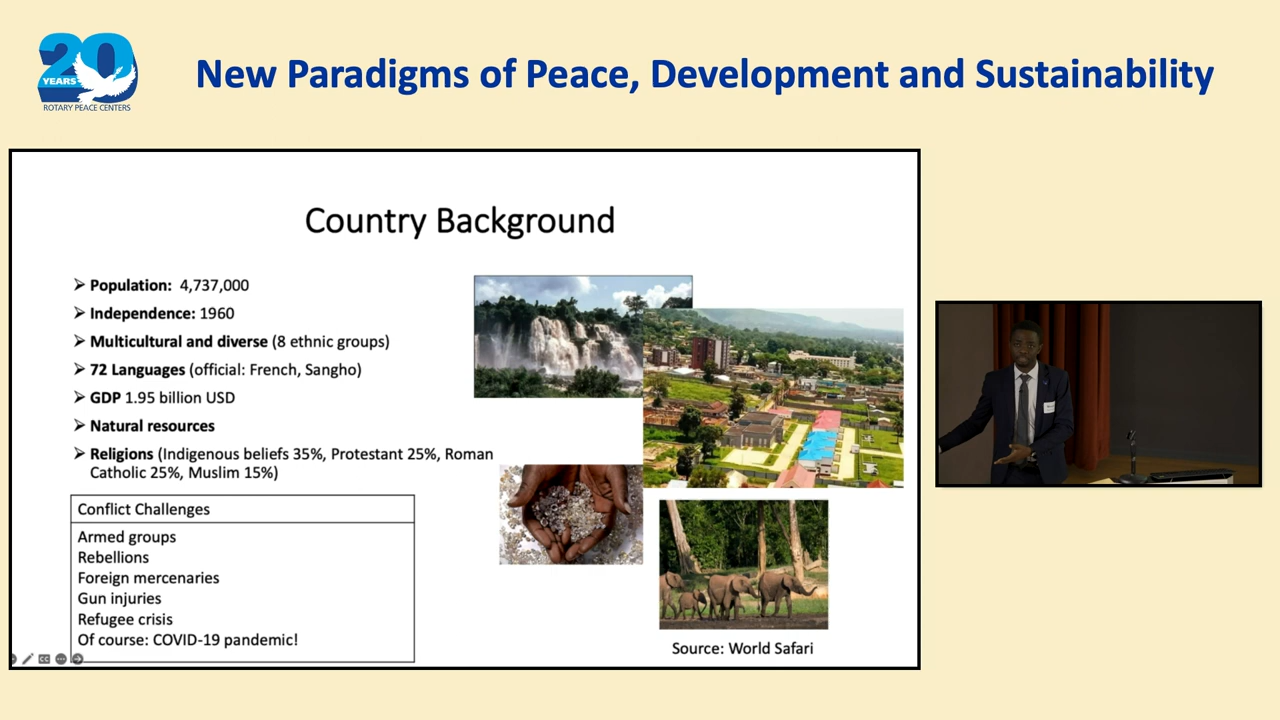 20
YEARS
ROTARY PEACE CENTERS
New Paradigms of Peace, Development and Sustainability
Country Background
➢ Population: 4,737,000
➢ Independence: 1960
➢ Multicultural and diverse (8 ethnic groups)
➢ 72 Languages (official: French, Sangho)
➢ GDP 1.95 billion USD
➢ Natural resources
➢ Religions (Indigenous beliefs 35%, Protestant 25%, Roman
Catholic 25%, Muslim 15%)
Conflict Challenges
Armed groups
Rebellions
Foreign mercenaries
Gun injuries
Refugee crisis
Of course: COVID-19 pandemic!
Source: World Safari